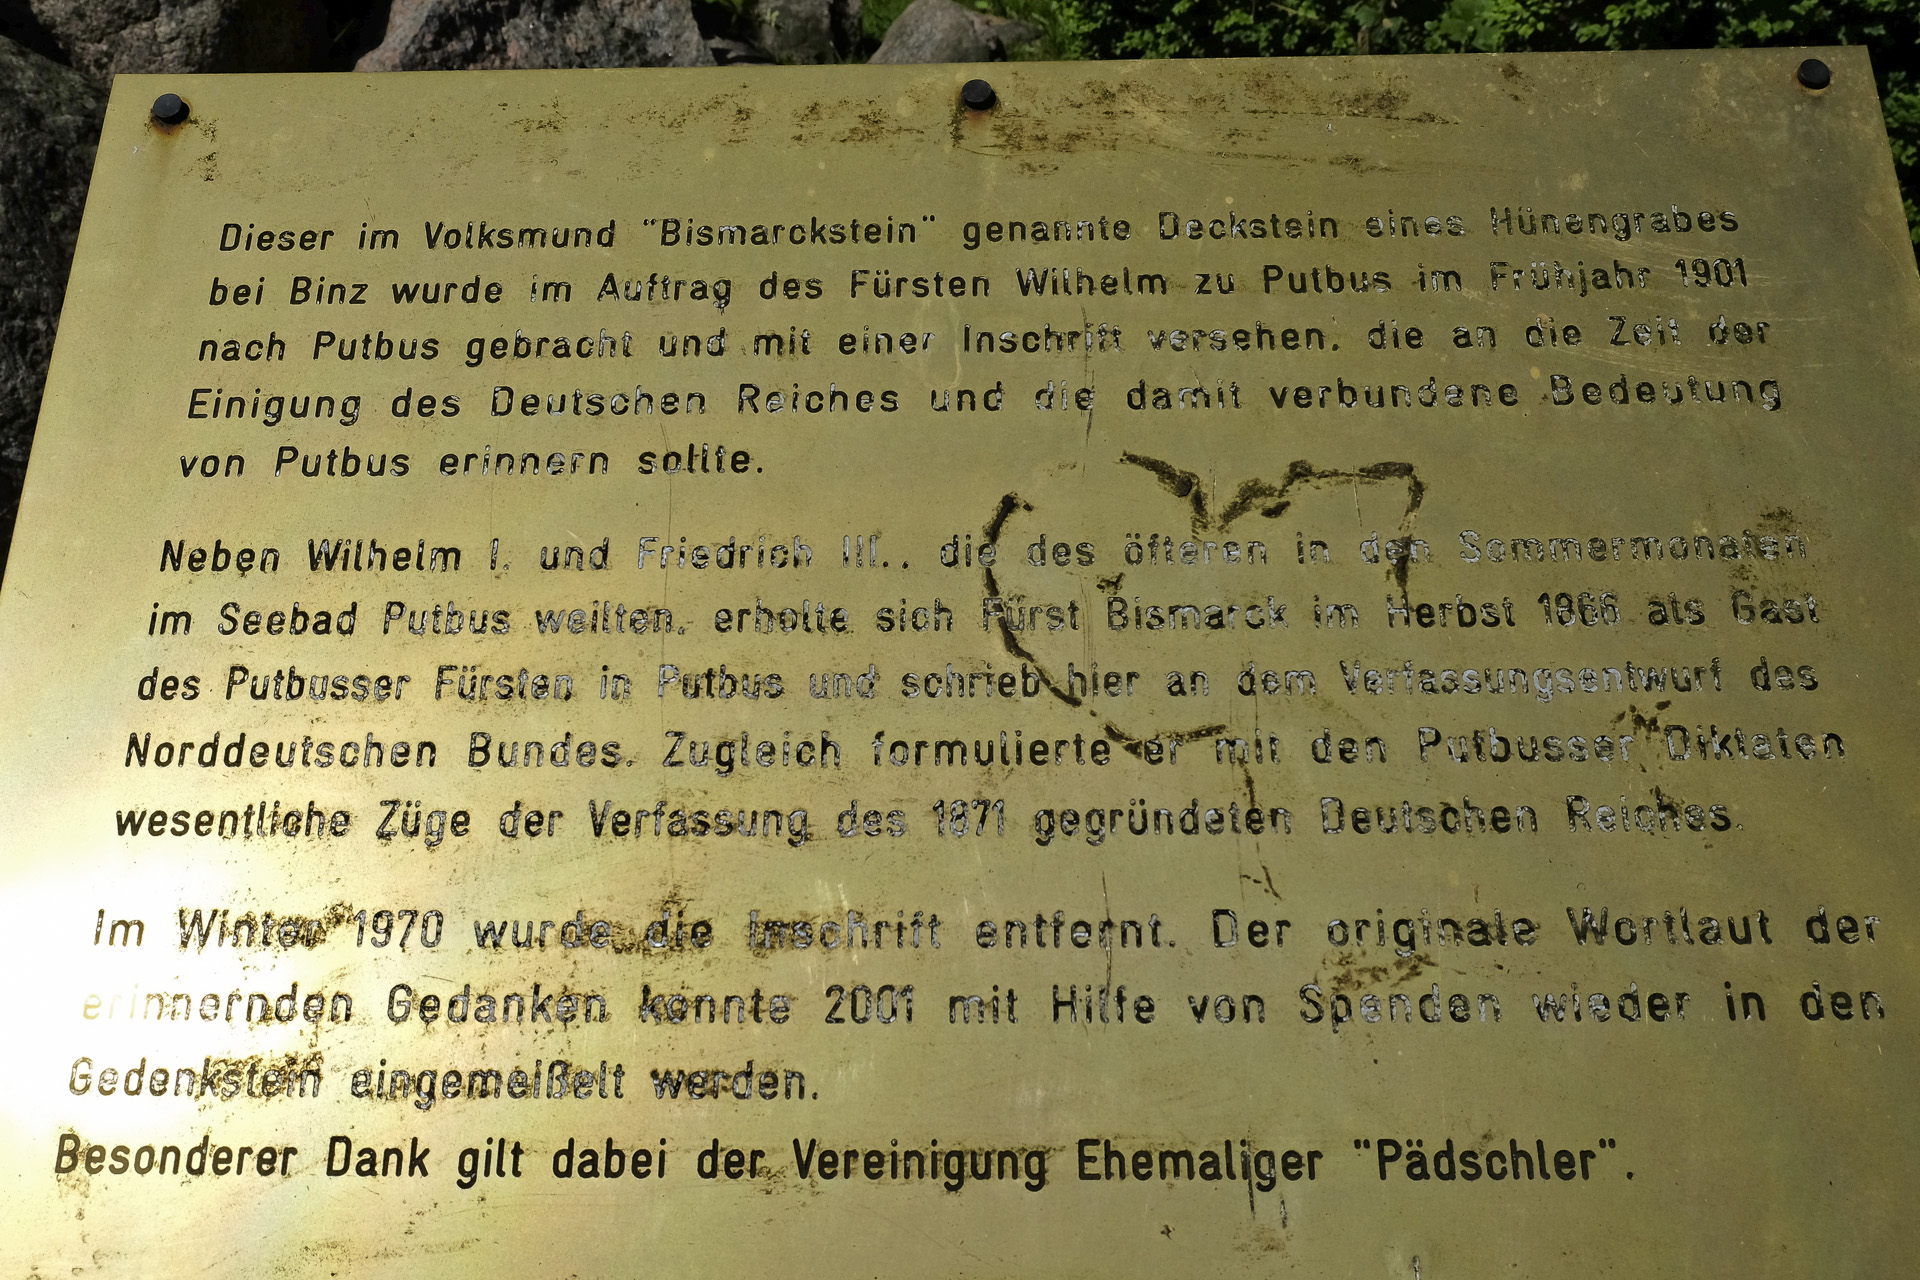 Dieser im Volksmund "Bismarckstein" genannte Deckstein eines Hünengrabes
bei Binz wurde im Auftrag des Fürsten Wilhelm zu Putbus im Frühjahr 1901
nach Putbus gebracht und mit einer Inschrift versehen, die an die Zeit der
Einigung des Deutschen Reiches und die damit verbundene Bedeutung
von Putbus erinnern sollte.
Neben Wilhelm I. und Friedrich III., die des öfteren in den Sommermonaten
im Seebad Putbus weilten, erholte sich Fürst Bismarck im Herbst 1866 als Gast
des Putbusser Fürsten in Putbus und schrieb hier an dem Verfassungsentwurf des
Norddeutschen Bundes. Zugleich formulierte er mit den Putbusser Diktaten
wesentliche Züge der Verfassung des 1871 gegründeten Deutschen Reiches.
Im Winter 1970 wurde die Inschrift entfernt. Der originale Wortlaut der
erinnernden Gedanken konnte 2001 mit Hilfe von Spenden wieder in den
Gedenkstein eingemeißelt werden.
Besonderer Dank gilt dabei der Vereinigung Ehemaliger "Pädschler".